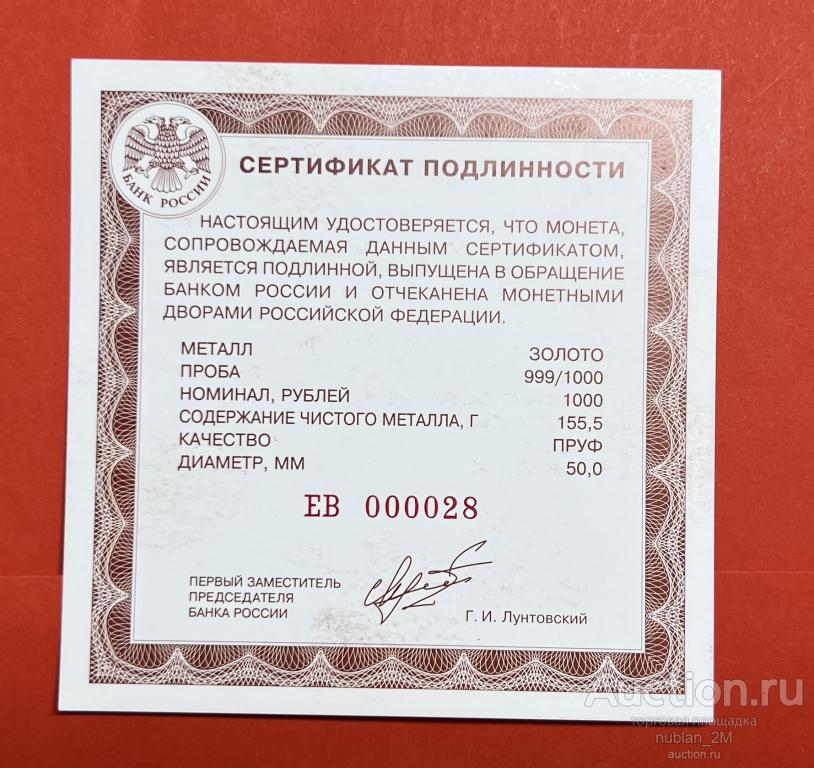 БАНК РОССИИ
СЕРТИФИКАТ ПОДЛИННОСТИ
НАСТОЯЩИМ УДОСТОВЕРЯЕТСЯ, ЧТО МОНЕТА,
СОПРОВОЖДАЕМАЯ ДАННЫМ СЕРТИФИКАТОМ,
ЯВЛЯЕТСЯ ПОДЛИННОЙ, ВЫПУЩЕНА В ОБРАЩЕНИЕ
БАНКОМ РОССИИ И ОТЧЕКАНЕНА МОНЕТНЫМИ
ДВОРАМИ РОССИЙСКОЙ ФЕДЕРАЦИИ.
МЕТАЛЛ ЗОЛОТО
ПРОБА 999/1000
НОМИНАЛ, РУБЛЕЙ 1000
СОДЕРЖАНИЕ ЧИСТОГО МЕТАЛЛА, Г 155,5
КАЧЕСТВО ПРУФ
ДИАМЕТР, ММ 50,0
ЕВ 000028
ПЕРВЫЙ ЗАМЕСТИТЕЛЬ
ПРЕДСЕДАТЕЛЯ
БАНКА РОССИИ
Г. И. Лунтовский
Auction.ru
торговая площадка
nublan_2M
auction.ru